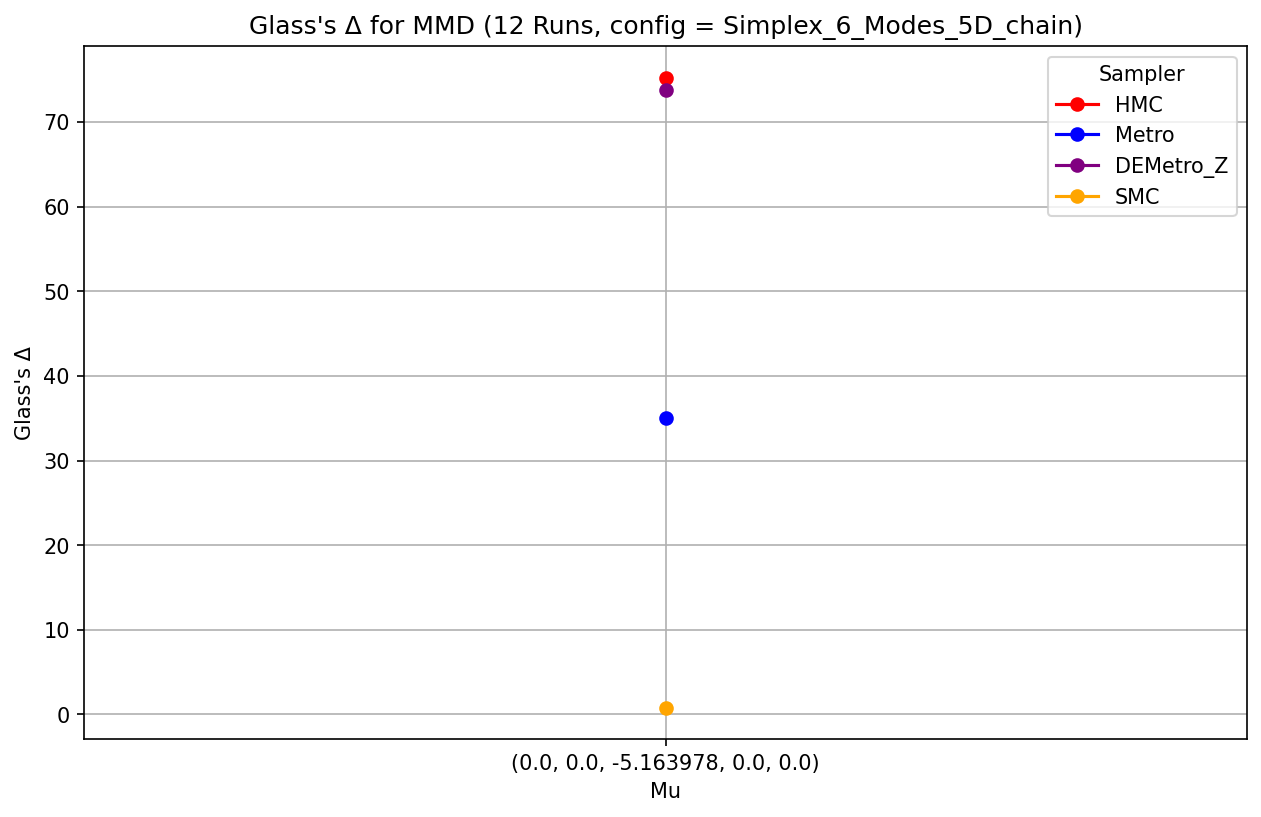 Glass's Δ for MMD (12 Runs, config = Simplex_6_Modes_5D_chain)
Sampler
HMC
Metro
DEMetro_Z
SMC
Glass's Δ
70
60
50
40
30
20
10
0
(0.0, 0.0, -5.163978, 0.0, 0.0)
Mu